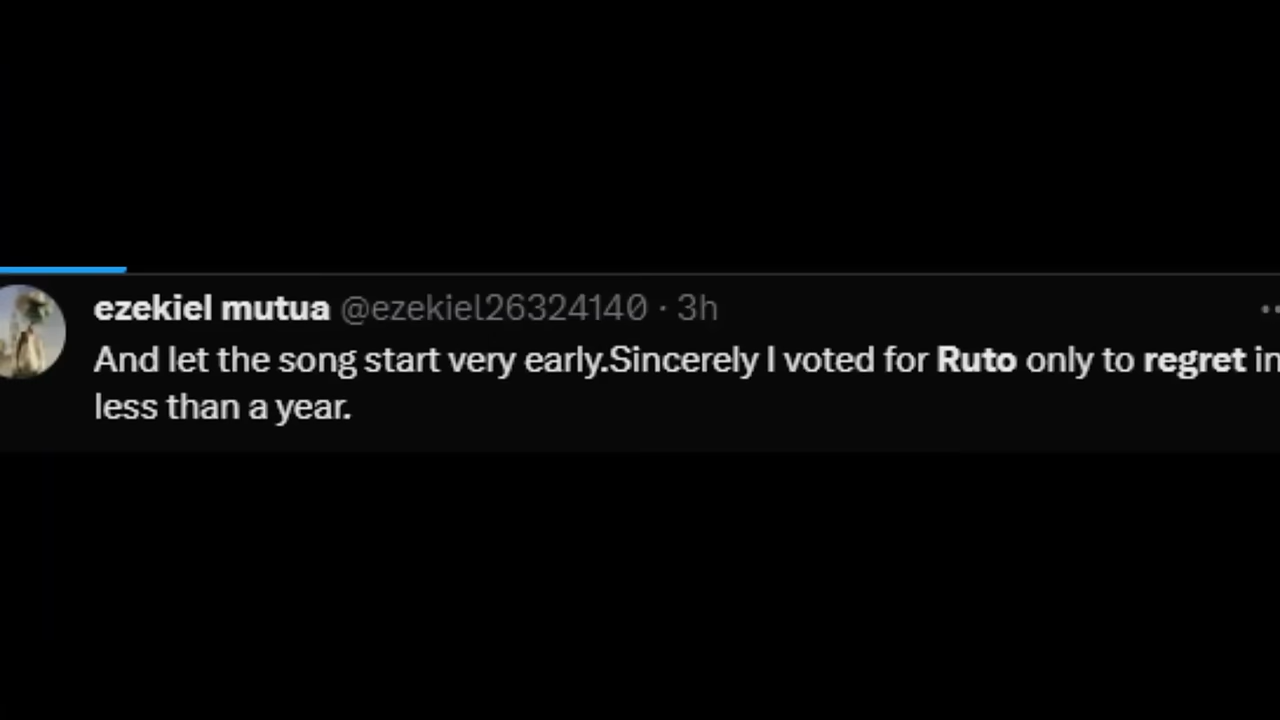 ezekiel mutua @ezekiel26324140 · 3h
And let the song start very early.Sincerely I voted for Ruto only to regret in
less than a year.